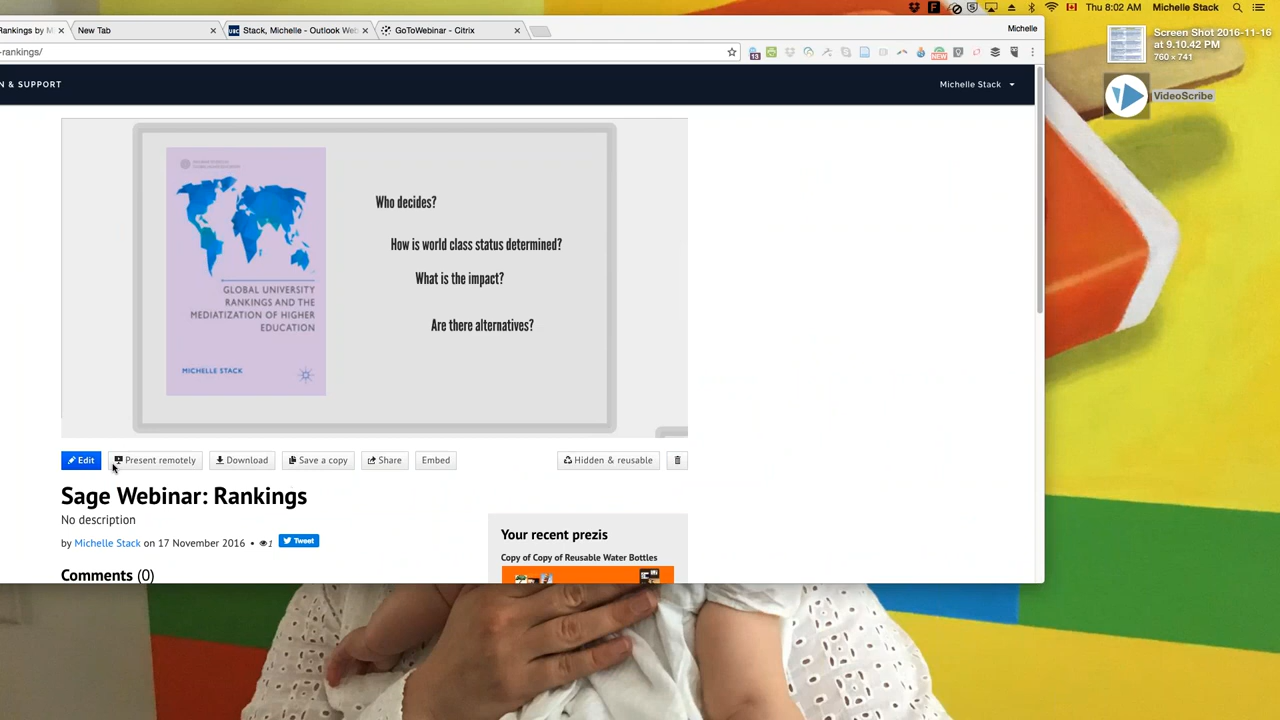 Thu 8:02 AM Michelle Stack
Rankings by M
New Tab
Stack, Michelle - Outlook Web
GoToWebinar - Citrix
Michelle
-rankings/
13
NEW
Screen Shot 2016-11-16
at 9.10.42 PM
760 x 741
VideoScribe
N & SUPPORT
Michelle Stack
Who decides?
How is world class status determined?
What is the impact?
Are there alternatives?
GLOBAL UNIVERSITY
RANKINGS AND THE
MEDIATIZATION OF HIGHER
EDUCATION
MICHELLE STACK
Edit
Present remotely
Download
Save a copy
Share
Embed
Hidden & reusable
Sage Webinar: Rankings
No description
by Michelle Stack on 17 November 2016 • 1
Tweet
Your recent prezis
Copy of Copy of Reusable Water Bottles
Comments (0)